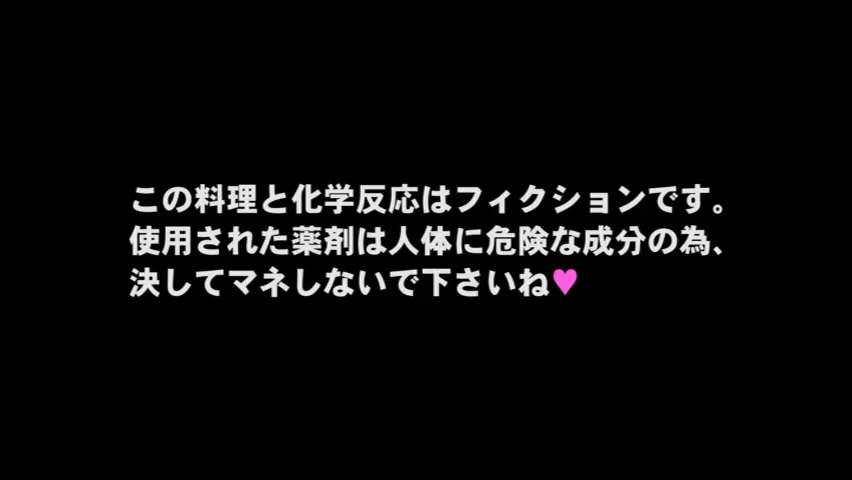 この料理と化学反応はフィクションです。
使用された薬剤は人体に危険な成分の為、
決してマネしないで下さいね♥